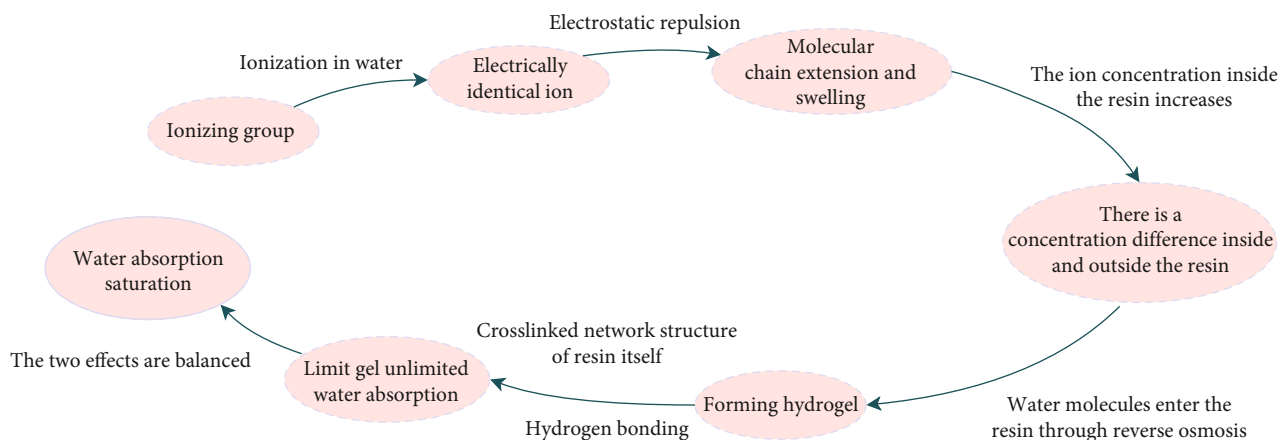 Ionizing group
Ionization in water
Electrically
identical ion
Electrostatic repulsion
Molecular
chain extension and
swelling
The ion concentration inside
the resin increases
There is a
concentration difference inside
and outside the resin
Water molecules enter the
resin through reverse osmosis
Forming hydrogel
Crosslinked network structure
of resin itself
Hydrogen bonding
Limit gel unlimited
water absorption
The two effects are balanced
Water absorption
saturation